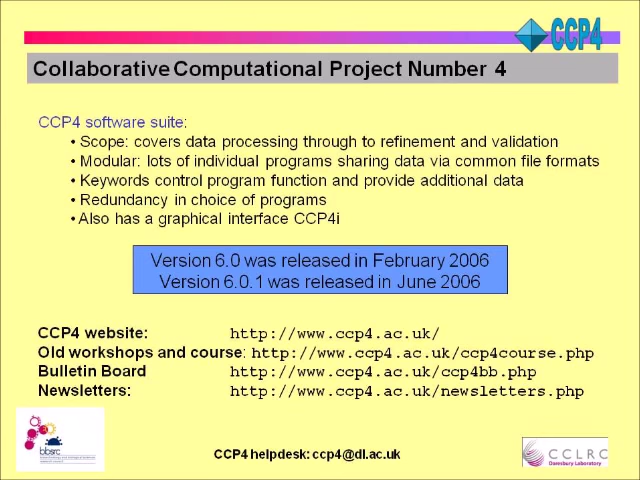 CCP4
Collaborative Computational Project Number 4
CCP4 software suite:
• Scope: covers data processing through to refinement and validation
• Modular: lots of individual programs sharing data via common file formats
• Keywords control program function and provide additional data
• Redundancy in choice of programs
• Also has a graphical interface CCP4i
Version 6.0 was released in February 2006
Version 6.0.1 was released in June 2006
CCP4 website: http://www.ccp4.ac.uk/
Old workshops and course: http://www.ccp4.ac.uk/ccp4course.php
Bulletin Board http://www.ccp4.ac.uk/ccp4bb.php
Newsletters: http://www.ccp4.ac.uk/newsletters.php
bbsrc
CCP4 helpdesk: ccp4@dl.ac.uk
CCLRC
Daresbury Laboratory